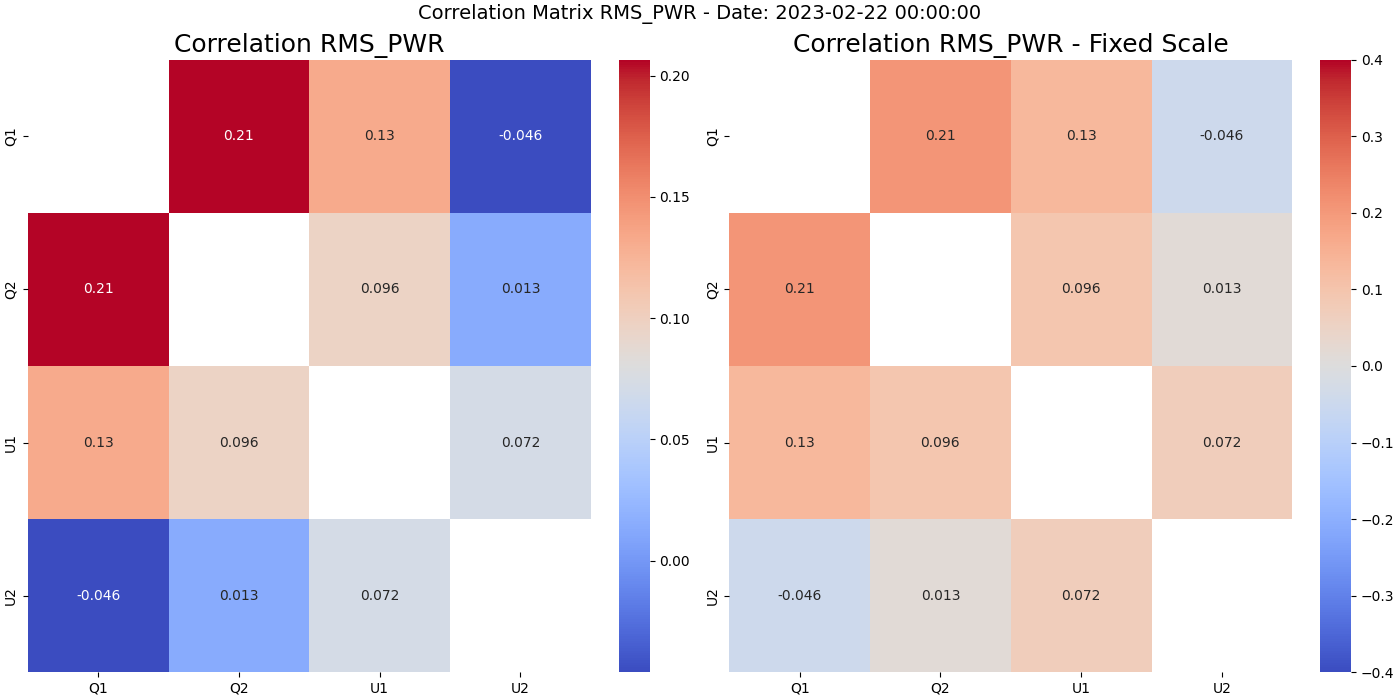 Correlation Matrix RMS_PWR - Date: 2023-02-22 00:00:00
Correlation RMS_PWR
Q1
0.21
0.13
-0.046
Q2
0.21
0.096
0.013
U1
0.13
0.096
0.072
U2
-0.046
0.013
0.072
Q1
Q2
U1
U2
0.20
0.15
0.10
0.05
0.00
Correlation RMS_PWR - Fixed Scale
Q1
0.21
0.13
-0.046
Q2
0.21
0.096
0.013
U1
0.13
0.096
0.072
U2
-0.046
0.013
0.072
Q1
Q2
U1
U2
0.4
0.3
0.2
0.1
0.0
−0.1
−0.2
−0.3
−0.4